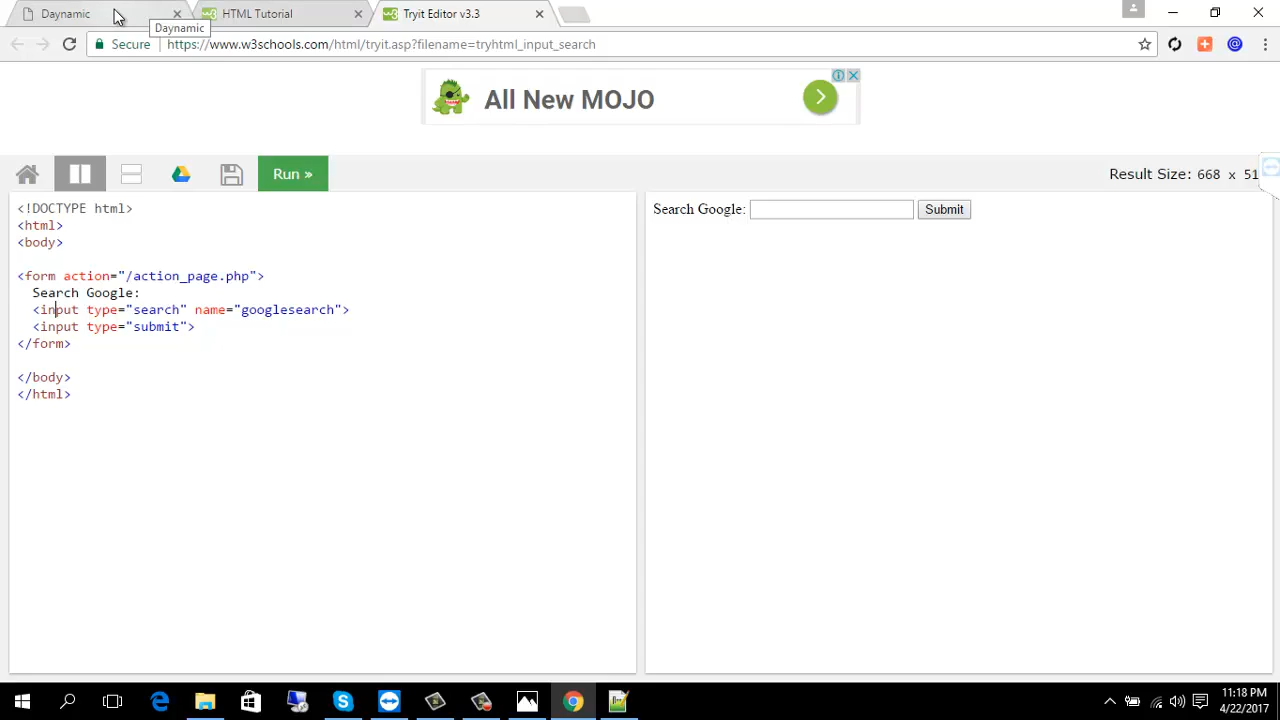 Daynamic
HTML Tutorial
Tryit Editor v3.3
Daynamic
Secure
https://www.w3schools.com/html/tryit.asp?filename=tryhtml_input_search
All New MOJO
Run »
Result Size: 668 x 51
<!DOCTYPE html>
<html>
<body>
<form action="/action_page.php">
Search Google:
<input type="search" name="googlesearch">
<input type="submit">
</form>
</body>
</html>
Search Google: Submit
11:18 PM
4/22/2017